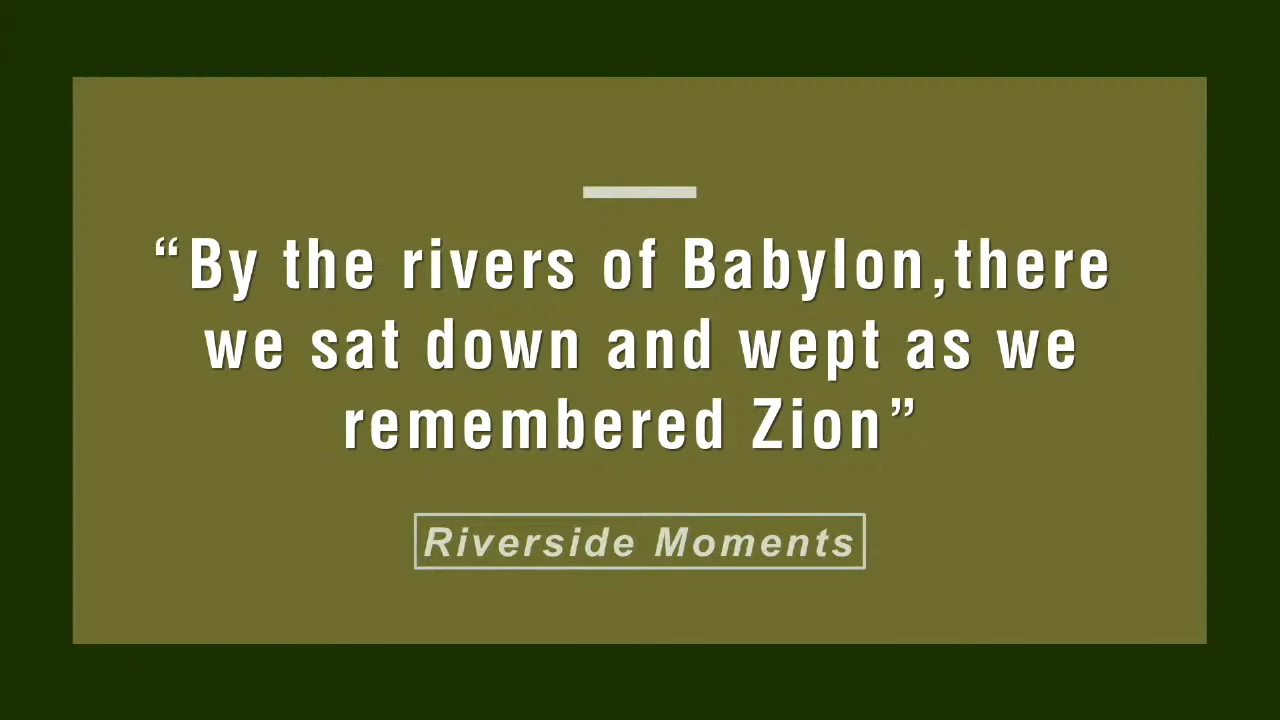 “By the rivers of Babylon,there
we sat down and wept as we
remembered Zion”
Riverside Moments